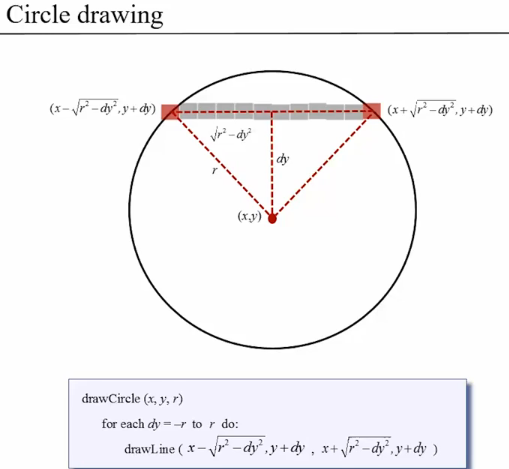 Circle drawing
(x−√r²−dy², y+dy)
(x+√r²−dy², y+dy)
√r²−dy²
dy
r
(x,y)
drawCircle (x, y, r)
for each dy = –r to r do:
drawLine ( x−√r²−dy², y+dy , x+√r²−dy², y+dy )